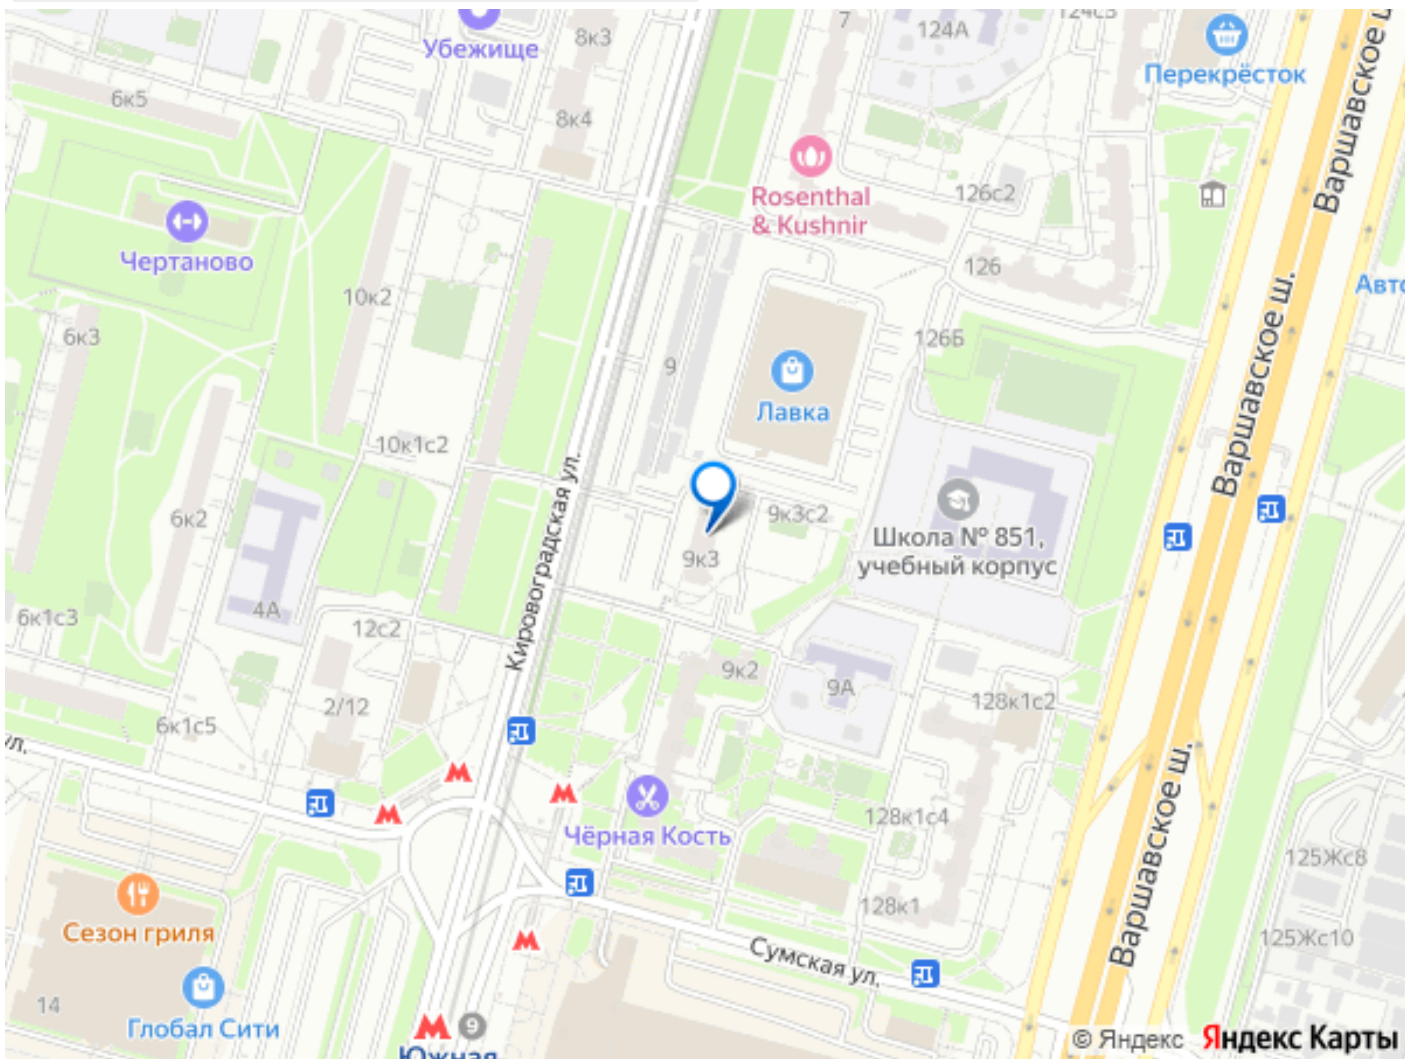 Убежище
8к3
7
124А
124с3
Перекрёсток
Варшавское ш.
6к5
8к4
Rosenthal
& Kushnir
126с2
Чертаново
126
Авто
10к2
Варшавское ш.
6к3
9
126Б
Лавка
10к1с2
Кировоградская ул.
6к2
9к3с2
Школа № 851,
учебный корпус
9к3
6к1с3
4А
12с2
9к2
9А
128к1с2
2/12
6к1с5
ул.
Варшавское ш.
Чёрная Кость
128к1с4
125Жс8
Сезон гриля
128к1
125Жс10
Сумская ул.
14
Глобал Сити
9
Южная
© Яндекс Яндекс Карты